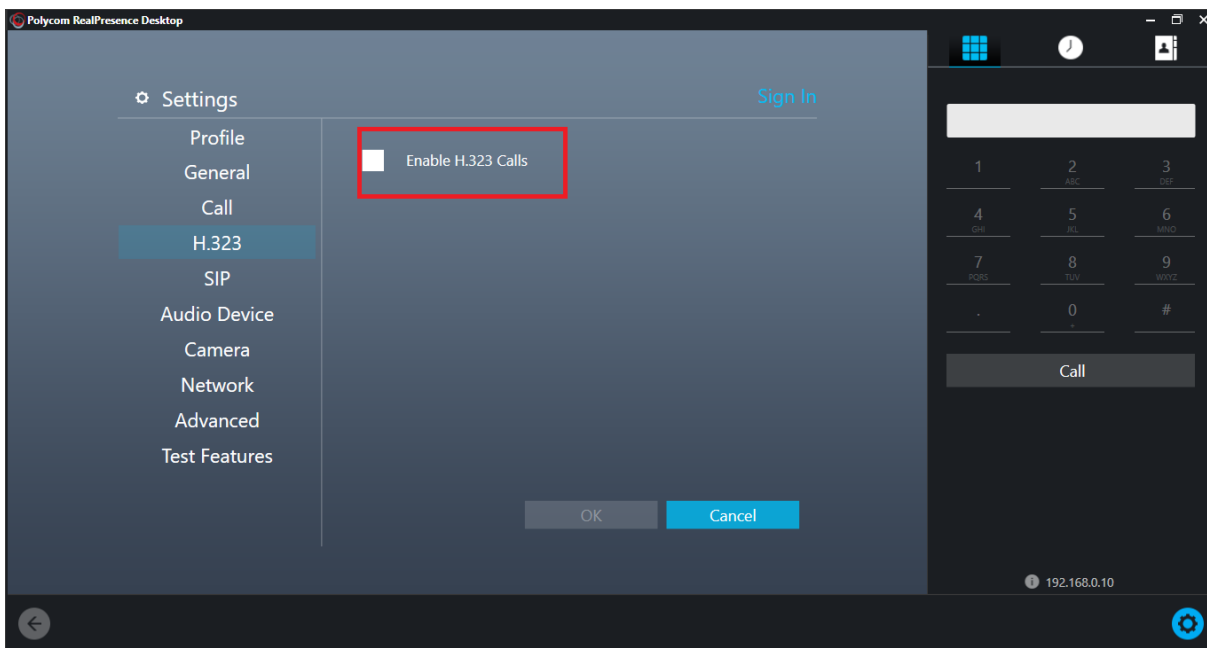 Polycom RealPresence Desktop
Settings
Sign In
Profile
General
Call
H.323
SIP
Audio Device
Camera
Network
Advanced
Test Features
Enable H.323 Calls
OK
Cancel
1 2 3
ABC DEF
4 5 6
GHI JKL MNO
7 8 9
PQRS TUV WXYZ
. 0 #
+
Call
192.168.0.10